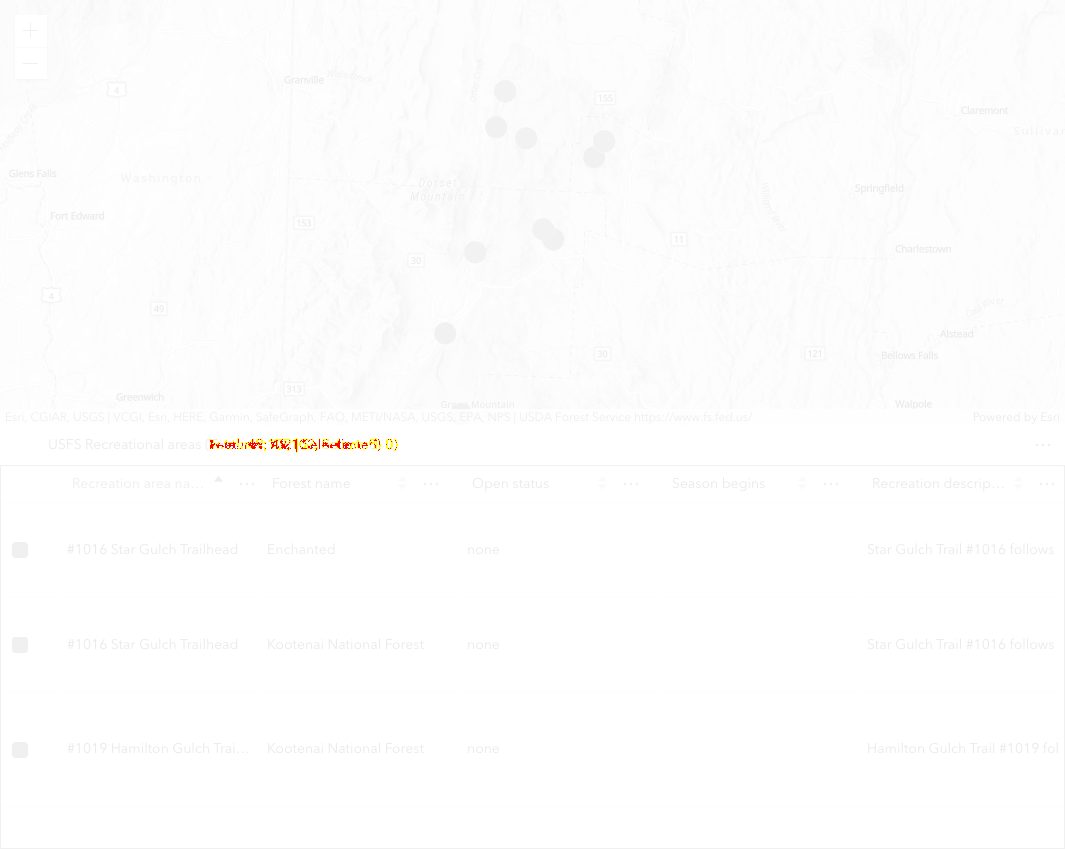 +
Granville
4
155
Claremont
Glens Falls
Washington
Dorset
Mountain
Springfield
Fort Edward
153
11
Charlestown
30
4
49
Alstead
30
121
Bellows Falls
313
Greenwich
Green Mountain
Walpole
Esri, CGIAR, USGS | VCGI, Esri, HERE, Garmin, SafeGraph, FAO, METI/NASA, USGS, EPA, NPS | USDA Forest Service https://www.fs.fed.us/ Powered by Esri
USFS Recreational areas
Recreation area na... Forest name Open status Season begins Recreation descrip...
#1016 Star Gulch Trailhead Enchanted none Star Gulch Trail #1016 follows
#1016 Star Gulch Trailhead Kootenai National Forest none Star Gulch Trail #1016 follows
#1019 Hamilton Gulch Trai... Kootenai National Forest none Hamilton Gulch Trail #1019 fol